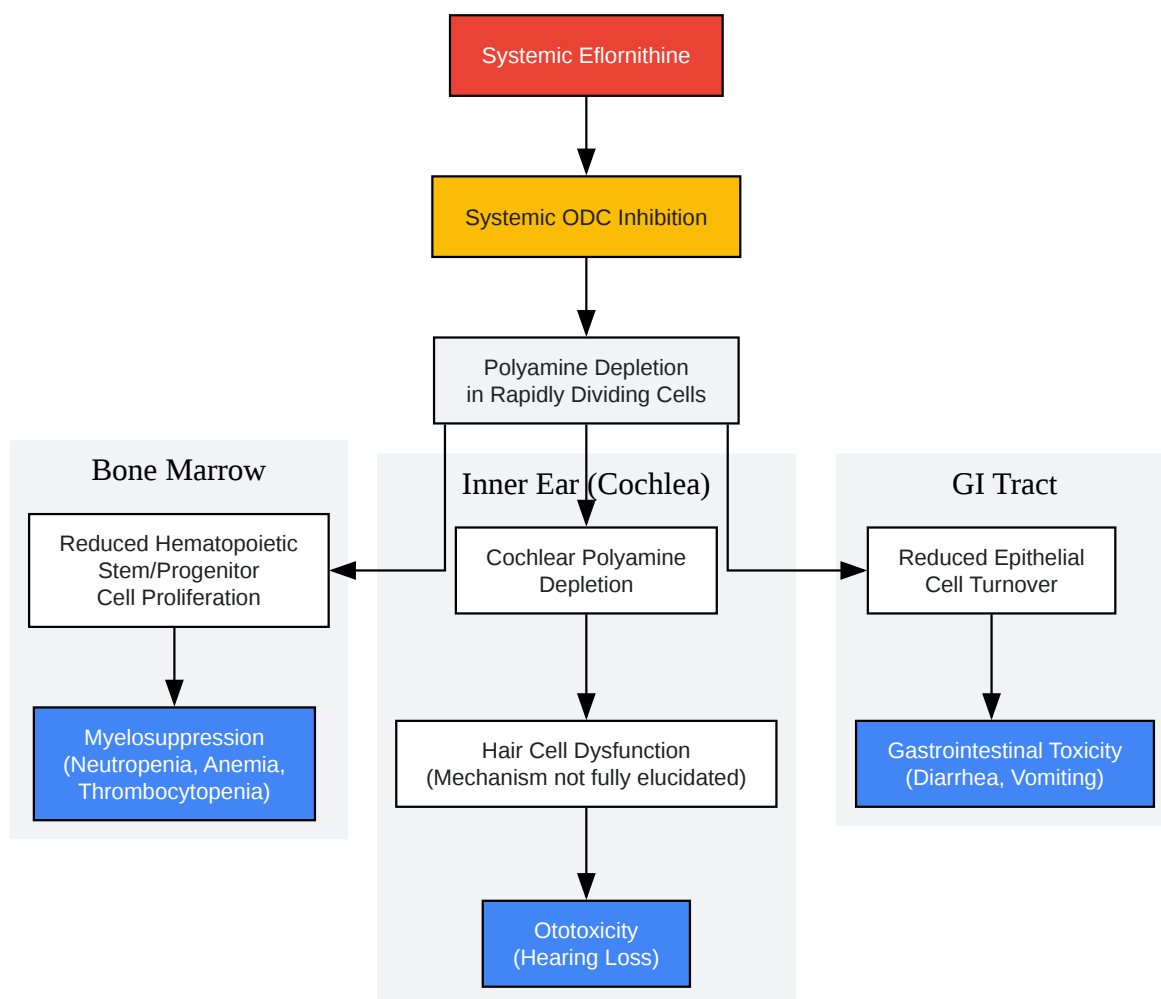 Systemic Eflornithine
Systemic ODC Inhibition
Polyamine Depletion
in Rapidly Dividing Cells
Bone Marrow
Reduced Hematopoietic
Stem/Progenitor
Cell Proliferation
Myelosuppression
(Neutropenia, Anemia,
Thrombocytopenia)
Inner Ear (Cochlea)
Cochlear Polyamine
Depletion
Hair Cell Dysfunction
(Mechanism not fully elucidated)
Ototoxicity
(Hearing Loss)
GI Tract
Reduced Epithelial
Cell Turnover
Gastrointestinal Toxicity
(Diarrhea, Vomiting)